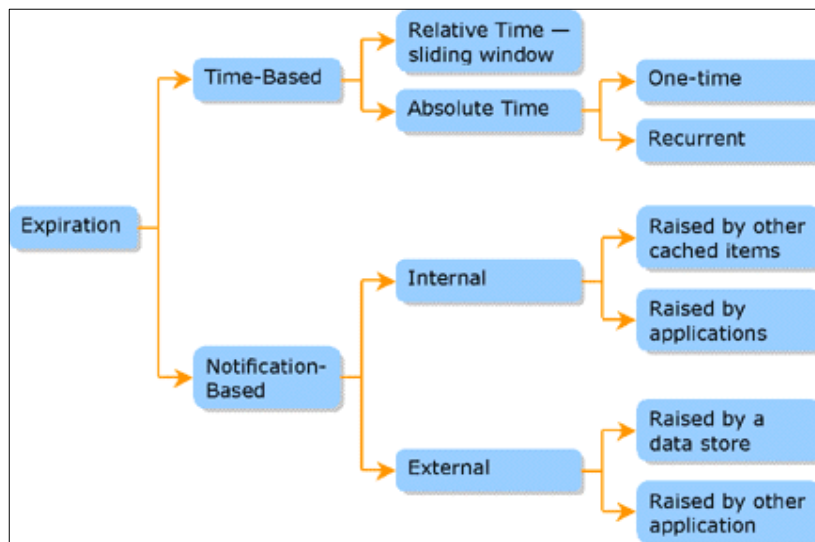 Relative Time —
sliding window
Time-Based
One-time
Absolute Time
Recurrent
Expiration
Raised by other
cached items
Internal
Raised by
applications
Notification-
Based
Raised by a
data store
External
Raised by other
application